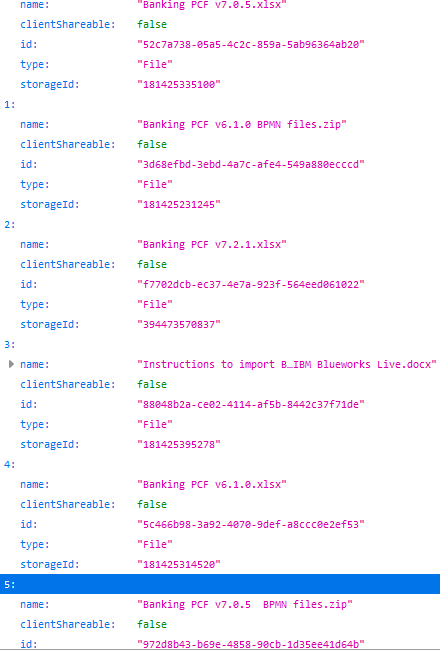 name: "Banking PCF v7.0.5.xlsx"
clientShareable: false
id: "52c7a738-05a5-4c2c-859a-5ab96364ab20"
type: "File"
storageId: "181425335100"
1:
name: "Banking PCF v6.1.0 BPMN files.zip"
clientShareable: false
id: "3d68efbd-3ebd-4a7c-afe4-549a880ecccd"
type: "File"
storageId: "181425231245"
2:
name: "Banking PCF v7.2.1.xlsx"
clientShareable: false
id: "f7702dcb-ec37-4e7a-923f-564eed061022"
type: "File"
storageId: "394473570837"
3:
name: "Instructions to import B…IBM Blueworks Live.docx"
clientShareable: false
id: "88048b2a-ce02-4114-af5b-8442c37f71de"
type: "File"
storageId: "181425395278"
4:
name: "Banking PCF v6.1.0.xlsx"
clientShareable: false
id: "5c466b98-3a92-4070-9def-a8ccc0e2ef53"
type: "File"
storageId: "181425314520"
5:
name: "Banking PCF v7.0.5  BPMN files.zip"
clientShareable: false
id: "972d8b43-b69e-4858-90cb-1d35ee41d64b"